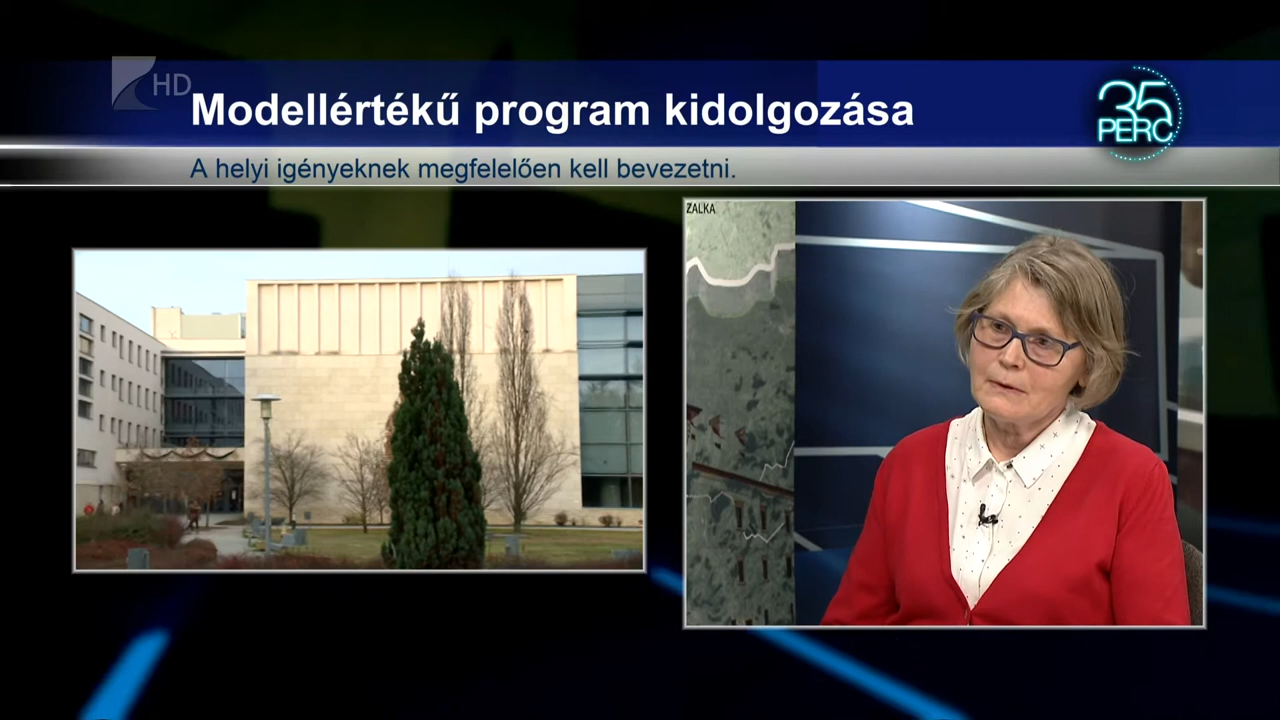 HD
Modellértékű program kidolgozása
35
PERC
A helyi igényeknek megfelelően kell bevezetni.
ZALKA